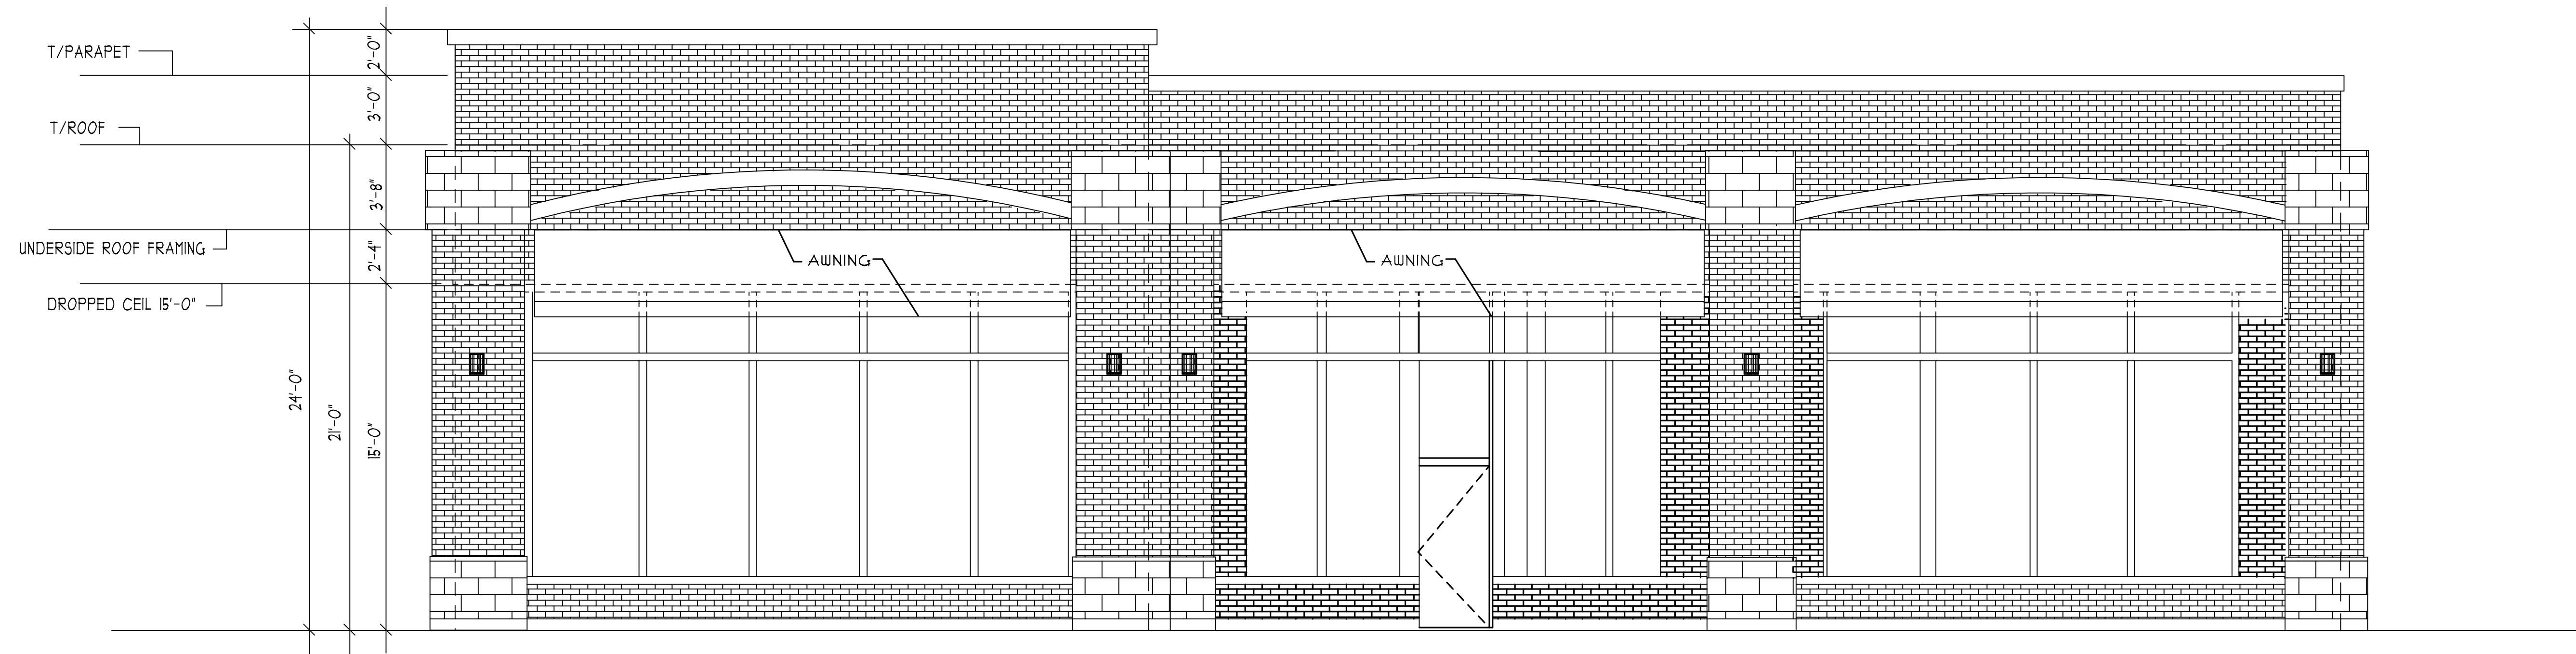 T/PARAPET
2'-0"
3'-0"
T/ROOF
3'-8"
UNDERSIDE ROOF FRAMING
2'-4"
AWNING
AWNING
DROPPED CEIL 15'-0"
24'-0"
21'-0"
15'-0"